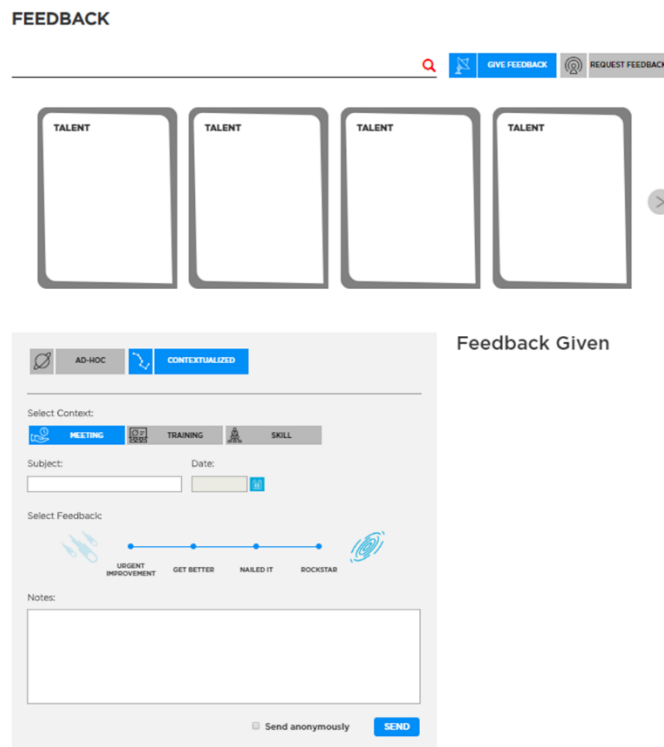 FEEDBACK
GIVE FEEDBACK
REQUEST FEEDBACK
TALENT
TALENT
TALENT
TALENT
AD-HOC
CONTEXTUALIZED
Feedback Given
Select Context:
MEETING
TRAINING
SKILL
Subject:
Date:
Select Feedback:
URGENT
IMPROVEMENT
GET BETTER
NAILED IT
ROCKSTAR
Notes:
Send anonymously
SEND